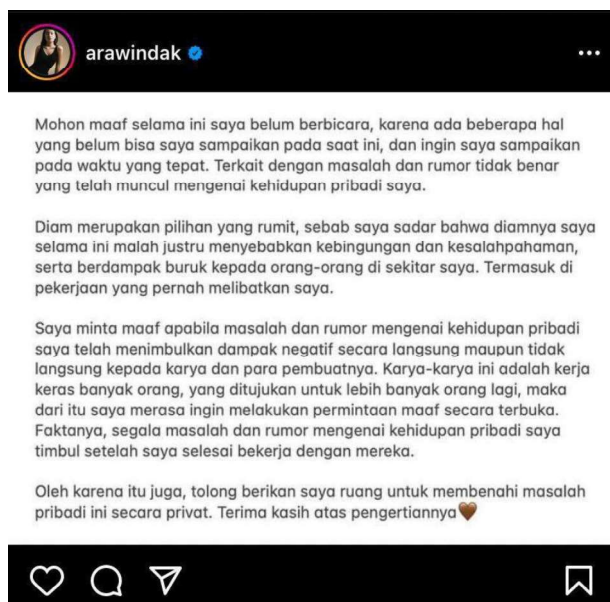 arawindak
Mohon maaf selama ini saya belum berbicara, karena ada beberapa hal
yang belum bisa saya sampaikan pada saat ini, dan ingin saya sampaikan
pada waktu yang tepat. Terkait dengan masalah dan rumor tidak benar
yang telah muncul mengenai kehidupan pribadi saya.
Diam merupakan pilihan yang rumit, sebab saya sadar bahwa diamnya saya
selama ini malah justru menyebabkan kebingungan dan kesalahpahaman,
serta berdampak buruk kepada orang-orang di sekitar saya. Termasuk di
pekerjaan yang pernah melibatkan saya.
Saya minta maaf apabila masalah dan rumor mengenai kehidupan pribadi
saya telah menimbulkan dampak negatif secara langsung maupun tidak
langsung kepada karya dan para pembuatnya. Karya-karya ini adalah kerja
keras banyak orang, yang ditujukan untuk lebih banyak orang lagi, maka
dari itu saya merasa ingin melakukan permintaan maaf secara terbuka.
Faktanya, segala masalah dan rumor mengenai kehidupan pribadi saya
timbul setelah saya selesai bekerja dengan mereka.
Oleh karena itu juga, tolong berikan saya ruang untuk membenahi masalah
pribadi ini secara privat. Terima kasih atas pengertiannya🤎